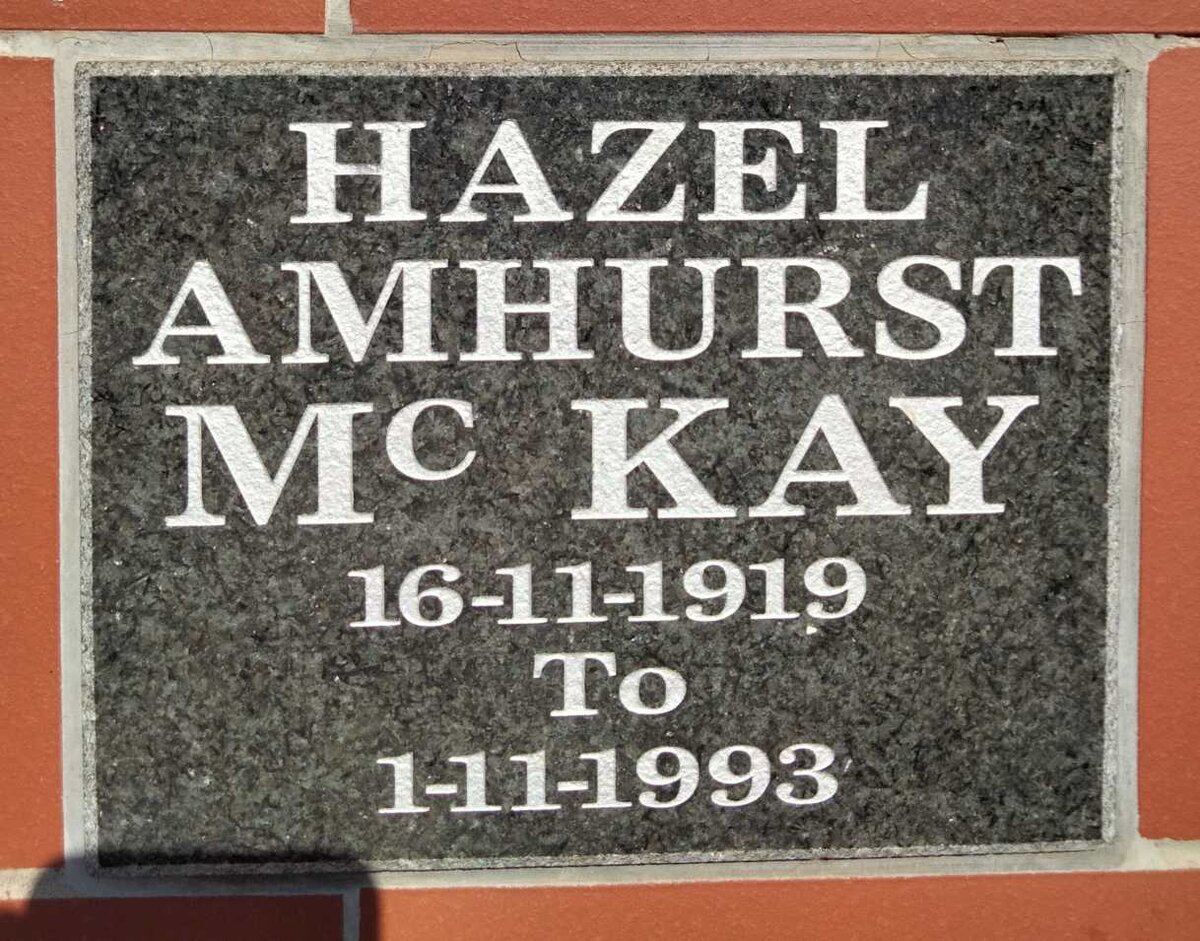 HAZEL
AMHURST
Mc KAY
16-11-1919
To
1-11-1993